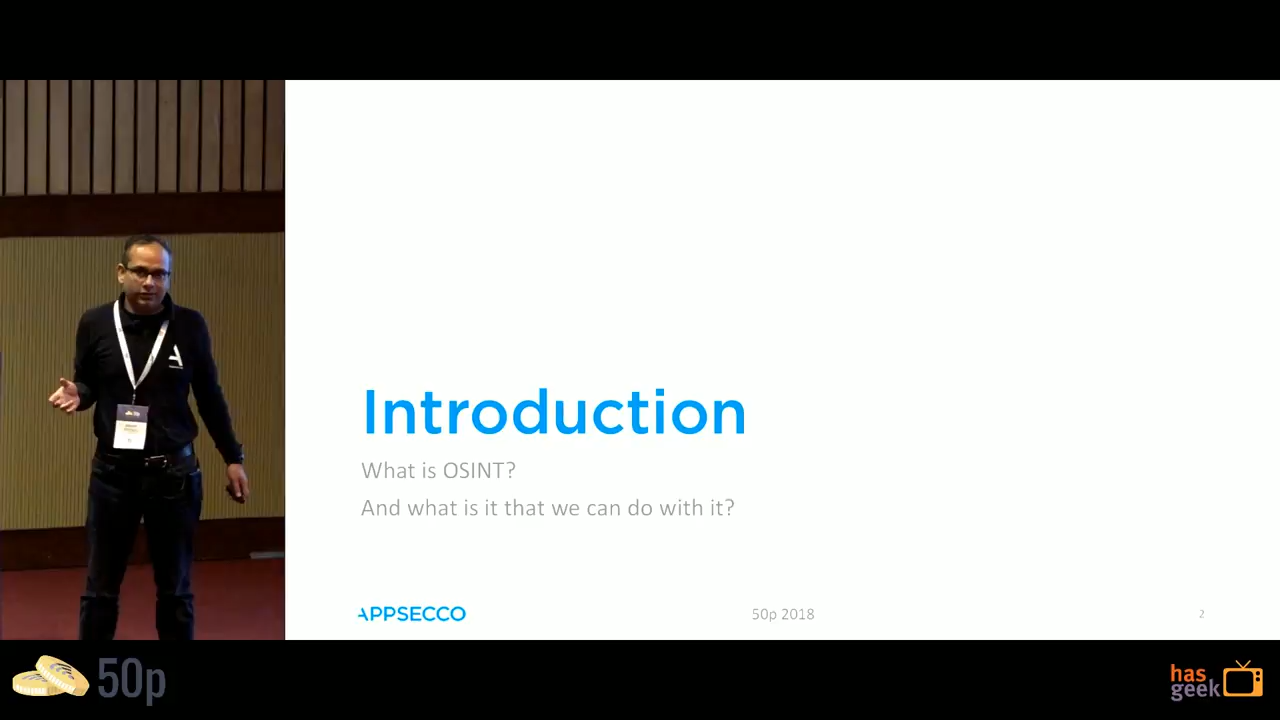 Introduction
What is OSINT?
And what is it that we can do with it?
APPSECCO
50p 2018
2
50p
has
geek